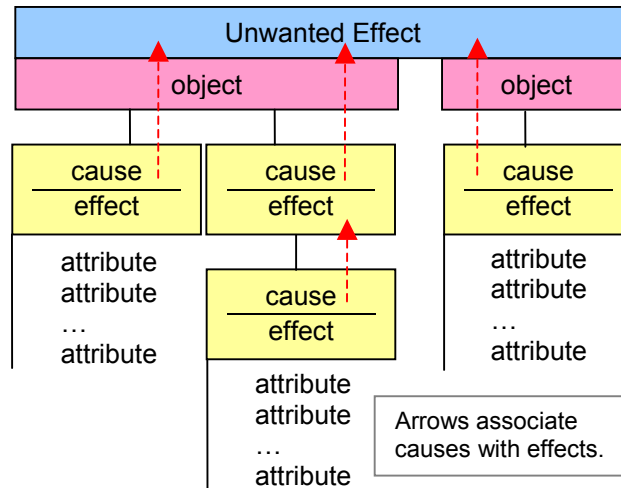 Unwanted Effect
object
object
cause
effect
cause
effect
cause
effect
attribute
attribute
…
attribute
cause
effect
attribute
attribute
…
attribute
attribute
attribute
…
attribute
Arrows associate
causes with effects.